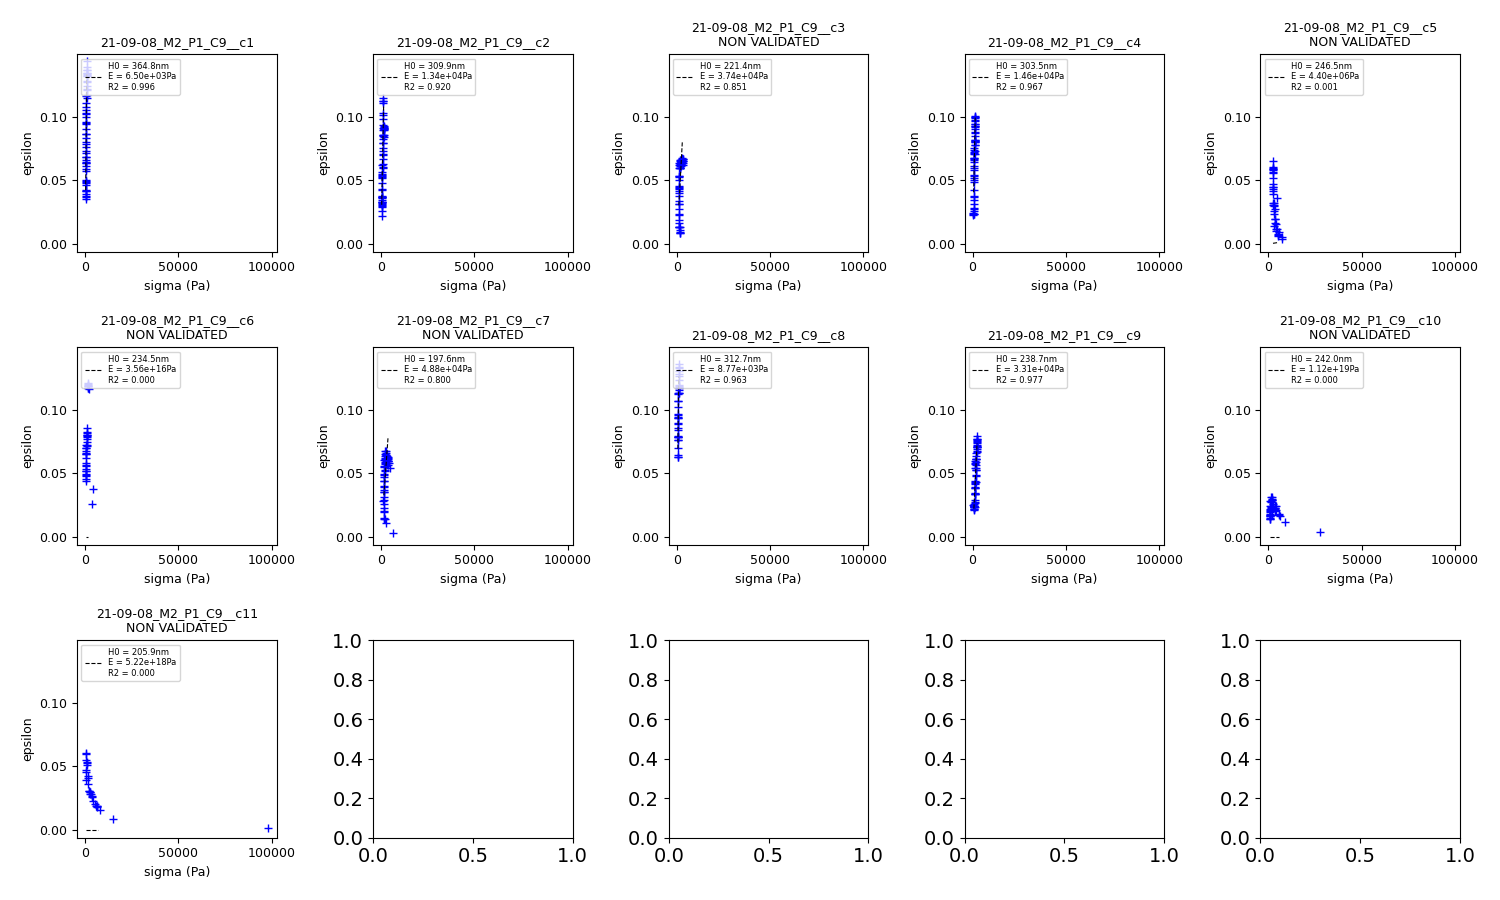 21-09-08_M2_P1_C9__c1
H0 = 364.8nm
E = 6.50e+03Pa
R2 = 0.996
epsilon
0.10
0.05
0.00
0 50000 100000
sigma (Pa)
21-09-08_M2_P1_C9__c2
H0 = 309.9nm
E = 1.34e+04Pa
R2 = 0.920
epsilon
0.10
0.05
0.00
0 50000 100000
sigma (Pa)
21-09-08_M2_P1_C9__c3
NON VALIDATED
H0 = 221.4nm
E = 3.74e+04Pa
R2 = 0.851
epsilon
0.10
0.05
0.00
0 50000 100000
sigma (Pa)
21-09-08_M2_P1_C9__c4
H0 = 303.5nm
E = 1.46e+04Pa
R2 = 0.967
epsilon
0.10
0.05
0.00
0 50000 100000
sigma (Pa)
21-09-08_M2_P1_C9__c5
NON VALIDATED
H0 = 246.5nm
E = 4.40e+06Pa
R2 = 0.001
epsilon
0.10
0.05
0.00
0 50000 100000
sigma (Pa)
21-09-08_M2_P1_C9__c6
NON VALIDATED
H0 = 234.5nm
E = 3.56e+16Pa
R2 = 0.000
epsilon
0.10
0.05
0.00
0 50000 100000
sigma (Pa)
21-09-08_M2_P1_C9__c7
NON VALIDATED
H0 = 197.6nm
E = 4.88e+04Pa
R2 = 0.800
epsilon
0.10
0.05
0.00
0 50000 100000
sigma (Pa)
21-09-08_M2_P1_C9__c8
H0 = 312.7nm
E = 8.77e+03Pa
R2 = 0.963
epsilon
0.10
0.05
0.00
0 50000 100000
sigma (Pa)
21-09-08_M2_P1_C9__c9
H0 = 238.7nm
E = 3.31e+04Pa
R2 = 0.977
epsilon
0.10
0.05
0.00
0 50000 100000
sigma (Pa)
21-09-08_M2_P1_C9__c10
NON VALIDATED
H0 = 242.0nm
E = 1.12e+19Pa
R2 = 0.000
epsilon
0.10
0.05
0.00
0 50000 100000
sigma (Pa)
21-09-08_M2_P1_C9__c11
NON VALIDATED
H0 = 205.9nm
E = 5.22e+18Pa
R2 = 0.000
epsilon
0.10
0.05
0.00
0 50000 100000
sigma (Pa)
1.0
0.8
0.6
0.4
0.2
0.0
0.0 0.5 1.0
1.0
0.8
0.6
0.4
0.2
0.0
0.0 0.5 1.0
1.0
0.8
0.6
0.4
0.2
0.0
0.0 0.5 1.0
1.0
0.8
0.6
0.4
0.2
0.0
0.0 0.5 1.0